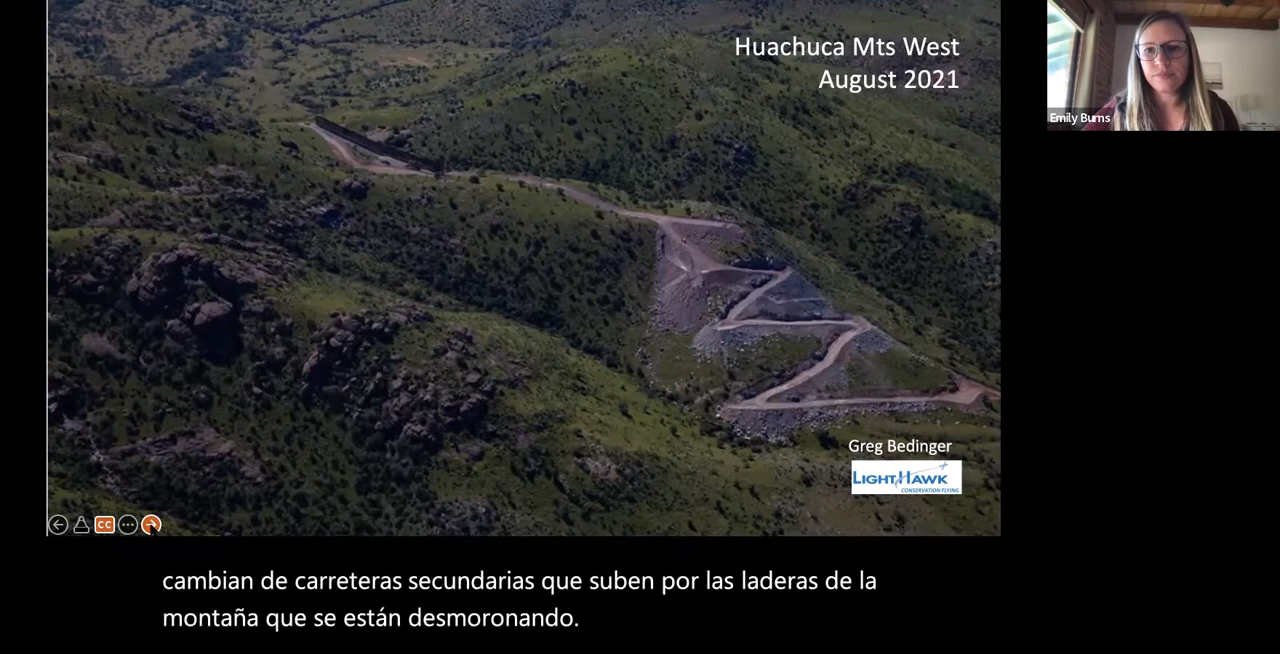 Huachuca Mts West
August 2021
Emily Burns
Greg Bedinger
LIGHTHAWK
CONSERVATION FLYING
CC
cambian de carreteras secundarias que suben por las laderas de la
montaña que se están desmoronando.